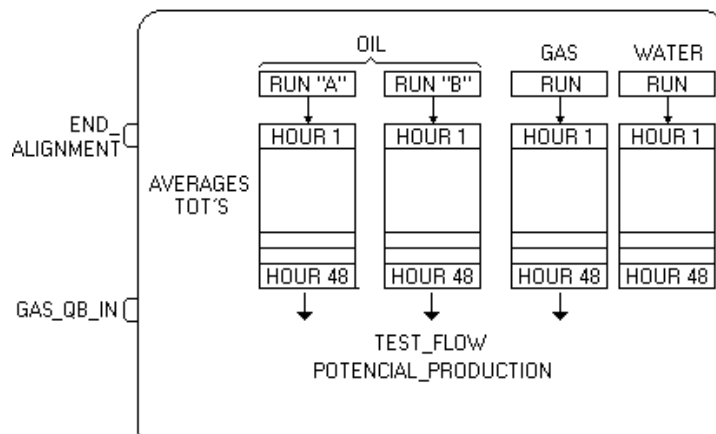 OIL
GAS
WATER
RUN "A"
RUN "B"
RUN
RUN
END_
ALIGNMENT
HOUR 1
HOUR 1
HOUR 1
HOUR 1
AVERAGES
TOT'S
HOUR 48
HOUR 48
HOUR 48
HOUR 48
GAS_QB_IN
TEST_FLOW
POTENCIAL_PRODUCTION